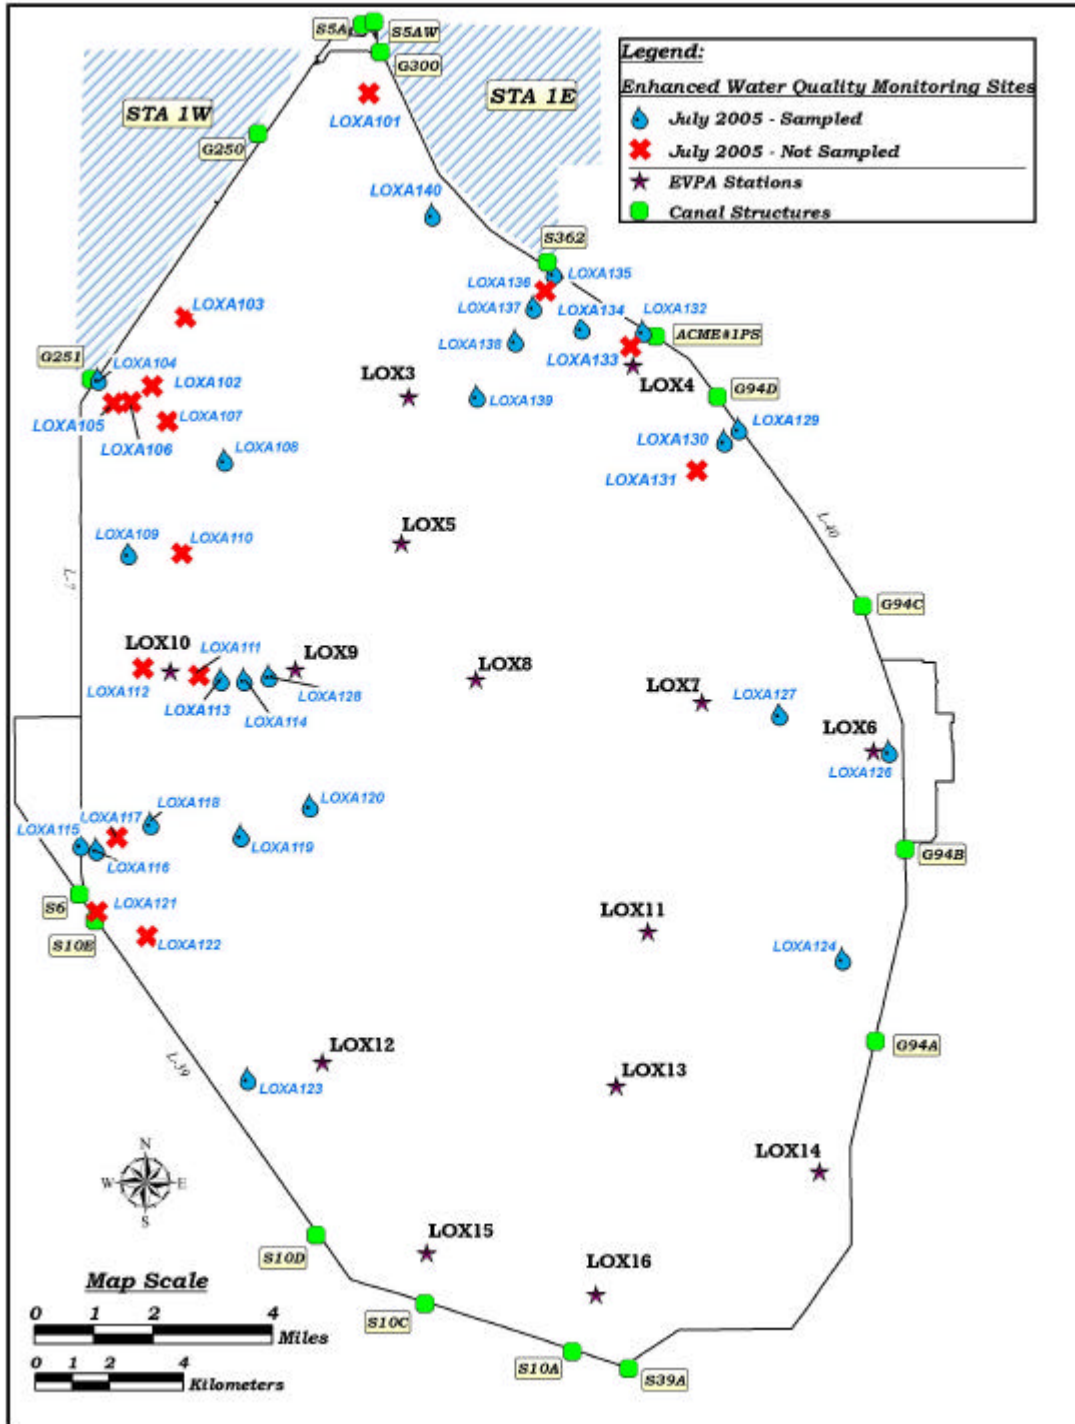 S5A
S5AW
G300
Legend:
Enhanced Water Quality Monitoring Sites
July 2005 - Sampled
July 2005 - Not Sampled
EVPA Stations
Canal Structures
STA 1W
STA 1E
LOXA101
G250
LOXA140
S362
LOXA135
LOXA136
LOXA103
LOXA137
LOXA134
LOXA132
ACME#1PS
LOXA138
LOXA133
G251
LOXA104
LOX3
LOX4
LOXA102
G94D
LOXA139
LOXA105
LOXA107
LOXA129
LOXA106
LOXA130
LOXA108
LOXA131
LOX5
L-40
LOXA109
LOXA110
L-7
G94C
LOXA111
LOX10
LOX9
LOX8
LOX7
LOXA112
LOXA128
LOXA113
LOXA127
LOXA114
LOX6
LOXA126
LOXA120
LOXA118
LOXA117
LOXA115
LOXA119
LOXA116
G94B
LOXA121
S6
LOX11
S10E
LOXA122
LOXA124
LOX12
G94A
L-39
LOX13
LOXA123
N
W
E
S
LOX14
LOX15
S10D
LOX16
Map Scale
0 1 2 4
Miles
S10C
0 1 2 4
Kilometers
S10A
S39A